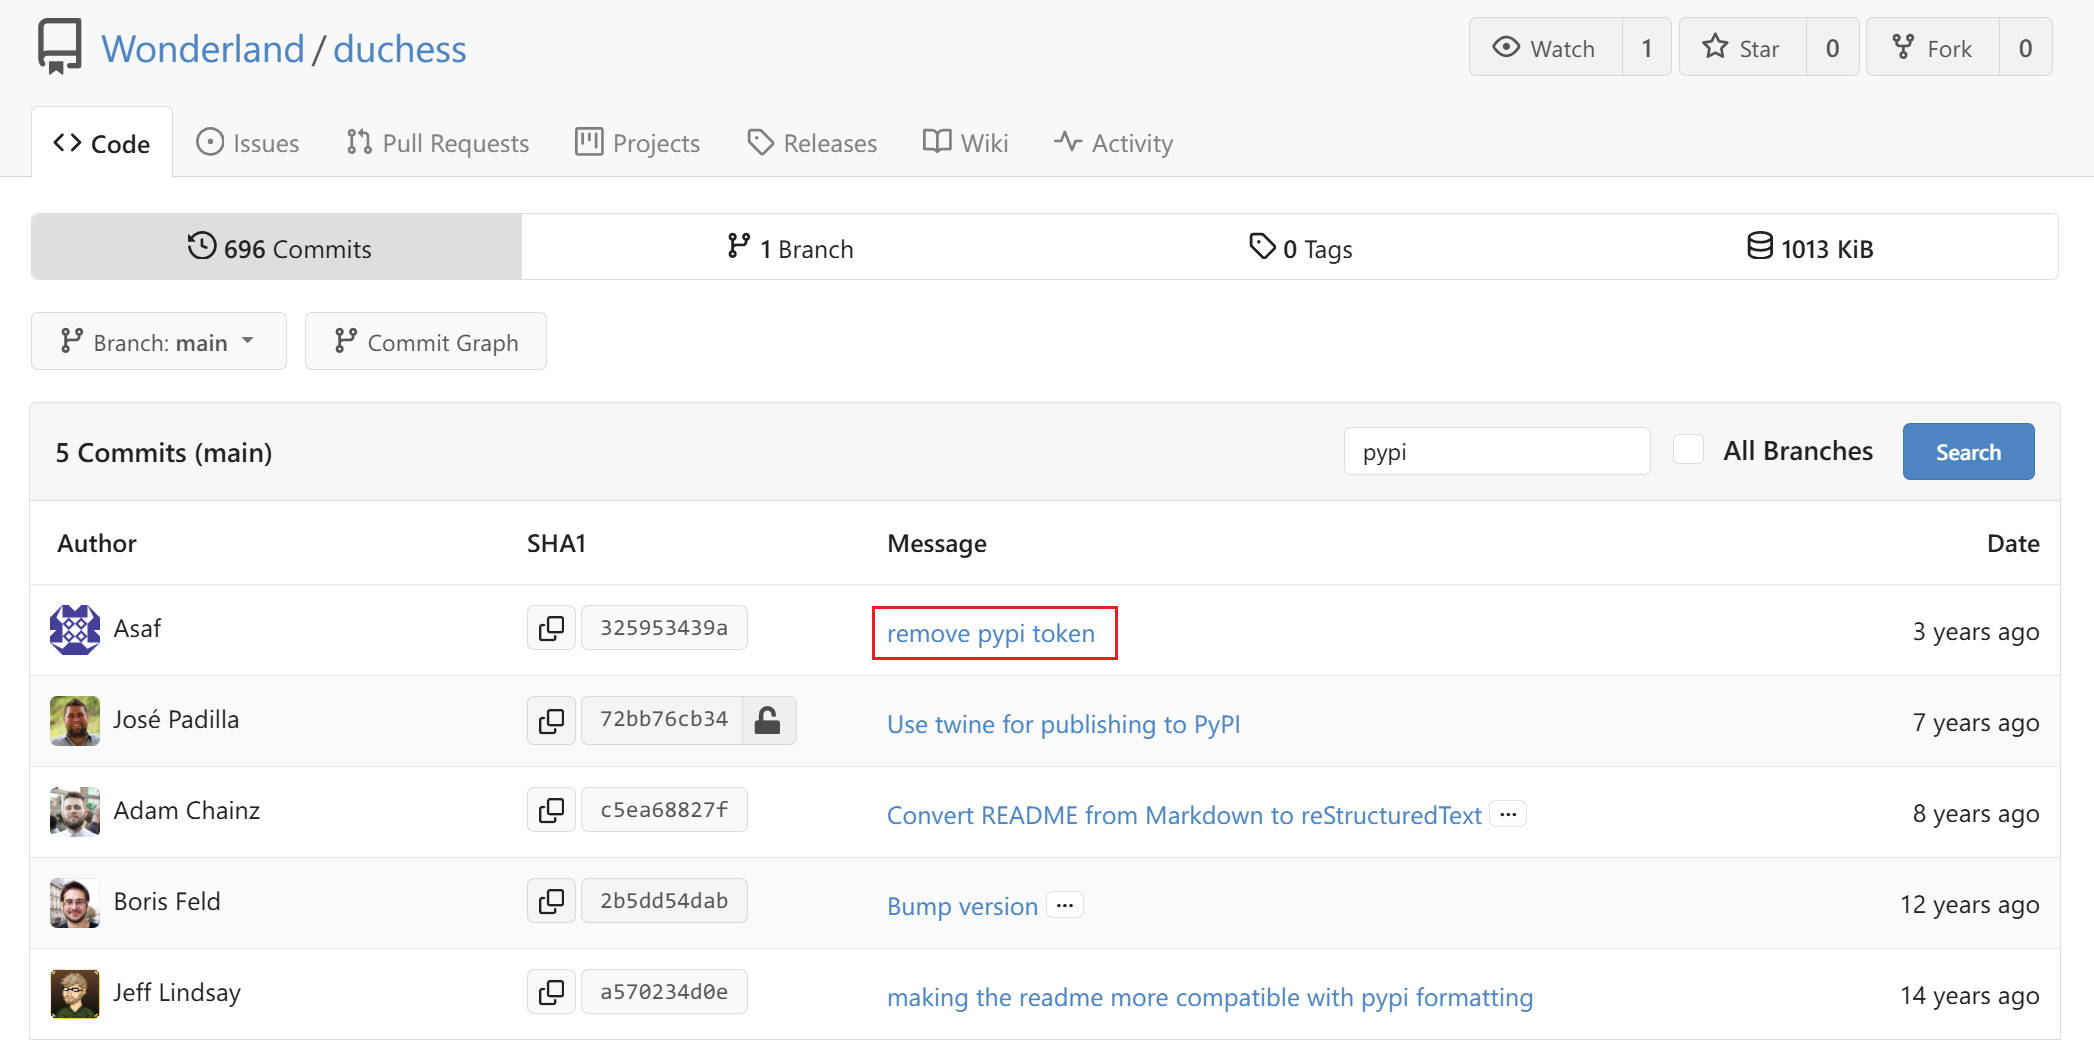 Wonderland / duchess
Watch 1 Star 0 Fork 0
Code Issues Pull Requests Projects Releases Wiki Activity
696 Commits 1 Branch 0 Tags 1013 KiB
Branch: main Commit Graph
5 Commits (main) pypi All Branches Search
Author SHA1 Message Date
Asaf 325953439a remove pypi token 3 years ago
José Padilla 72bb76cb34 Use twine for publishing to PyPI 7 years ago
Adam Chainz c5ea68827f Convert README from Markdown to reStructuredText ... 8 years ago
Boris Feld 2b5dd54dab Bump version ... 12 years ago
Jeff Lindsay a570234d0e making the readme more compatible with pypi formatting 14 years ago